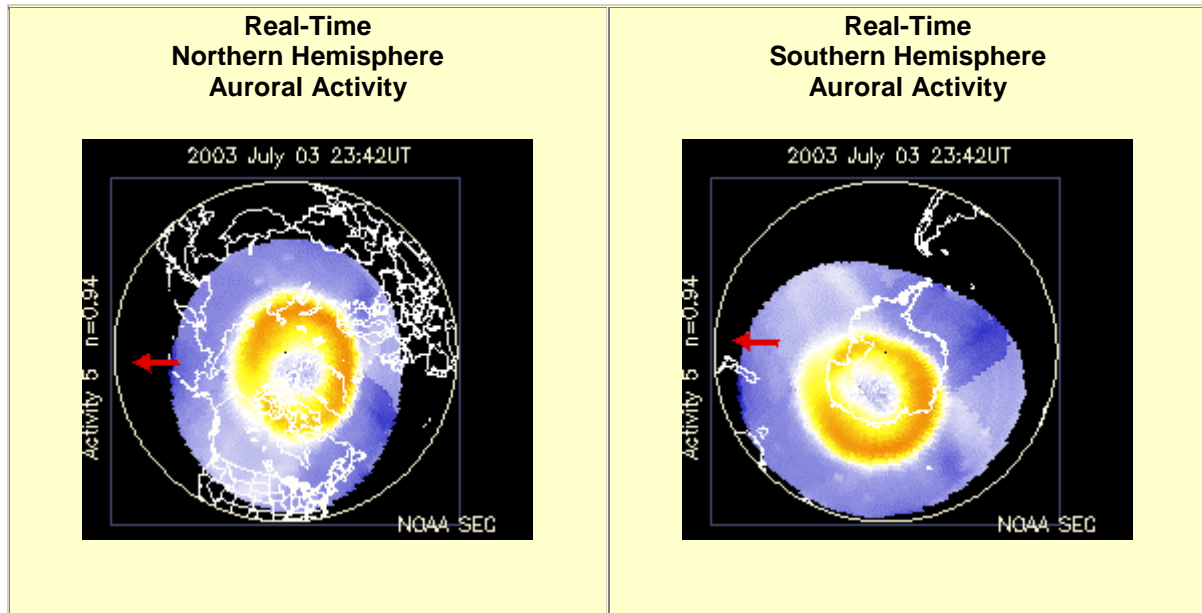 Real-Time
Northern Hemisphere
Auroral Activity
2003 July 03 23:42UT
Activity 5 n=0.94
NOAA SEC
Real-Time
Southern Hemisphere
Auroral Activity
2003 July 03 23:42UT
Activity 5 n=0.94
NOAA SEC